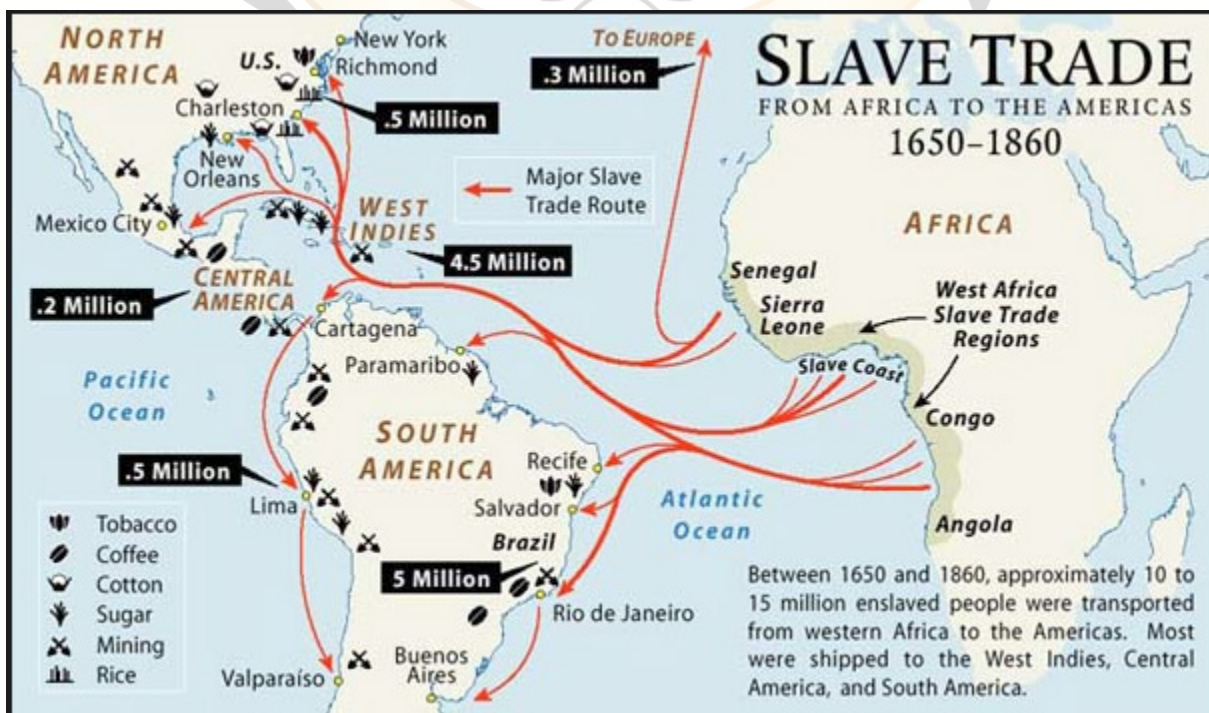 SLAVE TRADE
FROM AFRICA TO THE AMERICAS
1650–1860
NORTH
AMERICA
U.S.
New York
Richmond
Charleston
New
Orleans
Mexico City
.5 Million
TO EUROPE
.3 Million
Major Slave
Trade Route
WEST
INDIES
4.5 Million
CENTRAL
AMERICA
.2 Million
Cartagena
Paramaribo
Pacific
Ocean
SOUTH
AMERICA
.5 Million
Lima
Recife
Salvador
Brazil
5 Million
Rio de Janeiro
Buenos
Aires
Valparaíso
Atlantic
Ocean
AFRICA
Senegal
Sierra
Leone
West Africa
Slave Trade
Regions
Slave Coast
Congo
Angola
Tobacco
Coffee
Cotton
Sugar
Mining
Rice
Between 1650 and 1860, approximately 10 to
15 million enslaved people were transported
from western Africa to the Americas. Most
were shipped to the West Indies, Central
America, and South America.